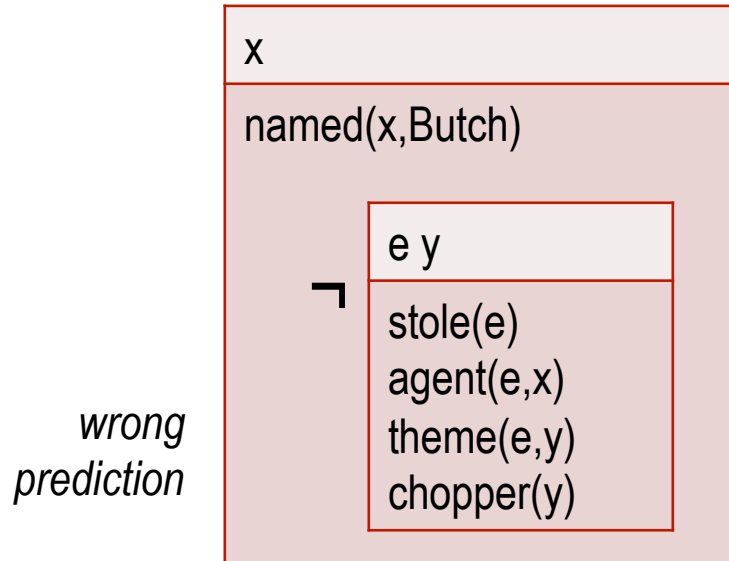 x
named(x,Butch)
¬
e y
stole(e)
agent(e,x)
theme(e,y)
chopper(y)
wrong
prediction